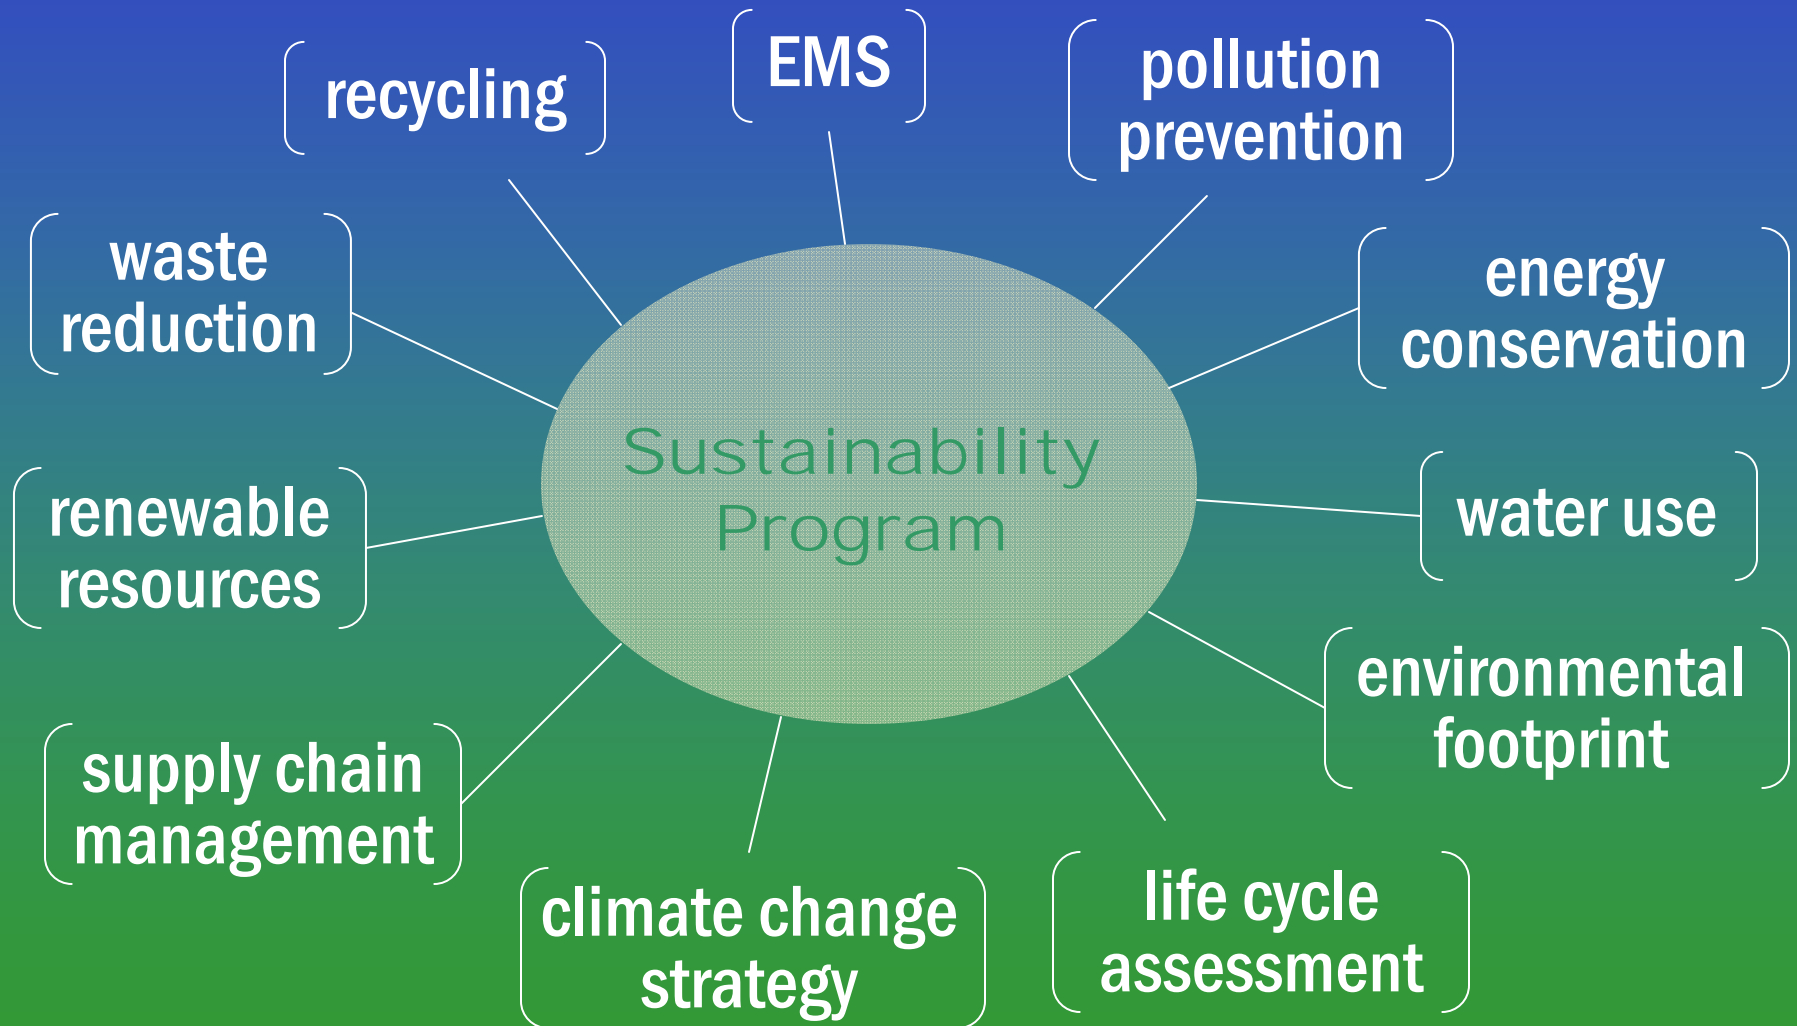 EMS
recycling
pollution
prevention
waste
reduction
energy
conservation
Sustainability
Program
renewable
resources
water use
environmental
footprint
supply chain
management
climate change
strategy
life cycle
assessment